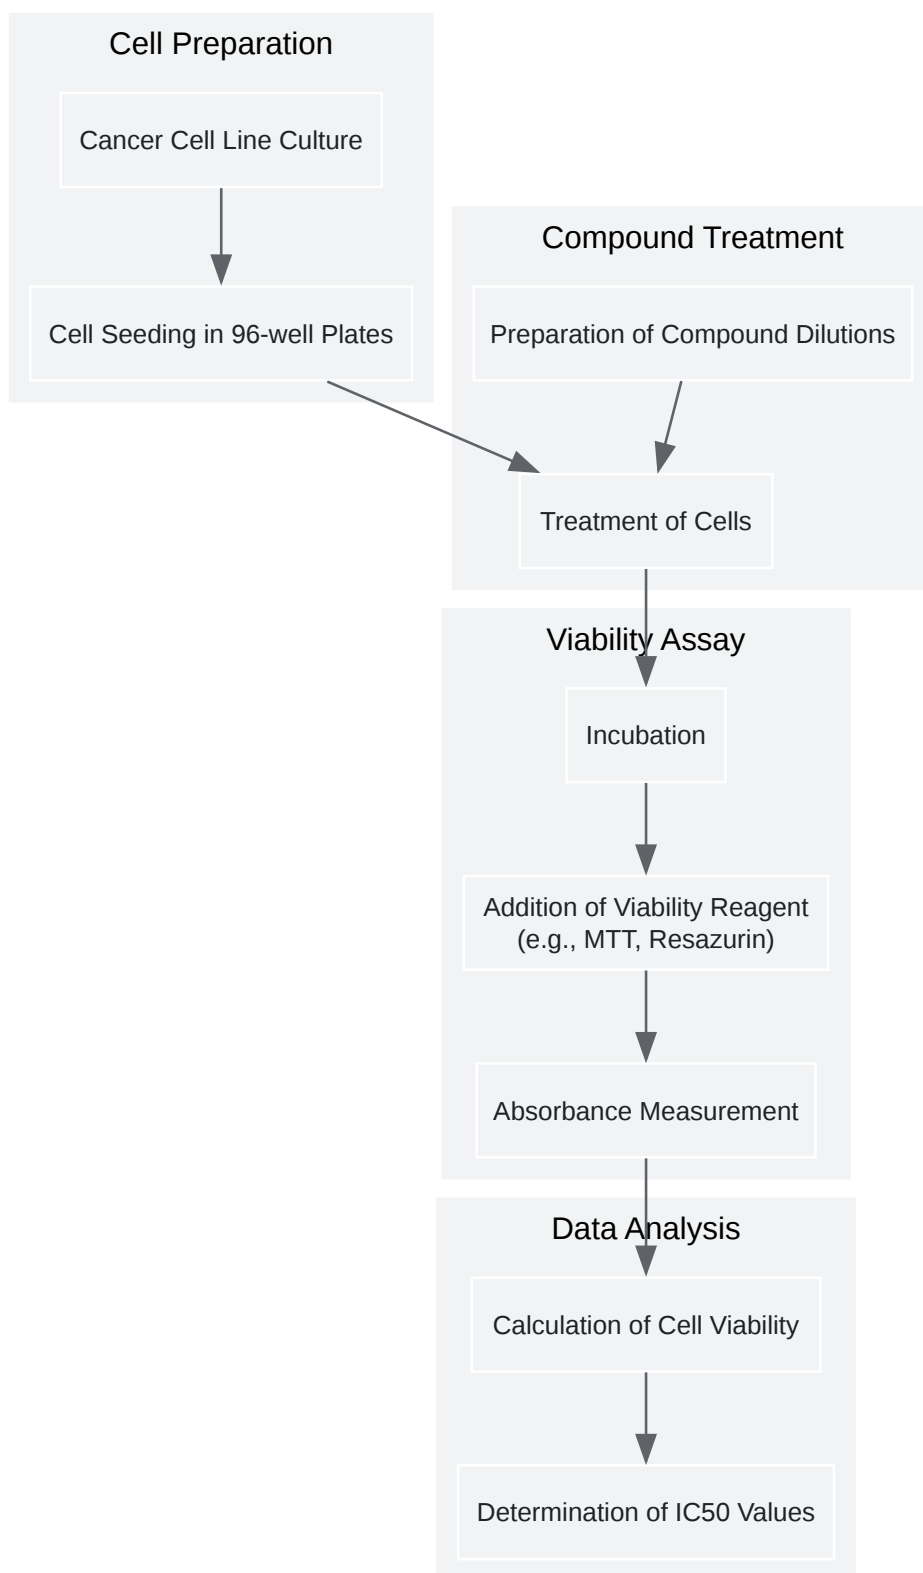 Cell Preparation
Cancer Cell Line Culture
Cell Seeding in 96-well Plates
Compound Treatment
Preparation of Compound Dilutions
Treatment of Cells
Viability Assay
Incubation
Addition of Viability Reagent
(e.g., MTT, Resazurin)
Absorbance Measurement
Data Analysis
Calculation of Cell Viability
Determination of IC50 Values